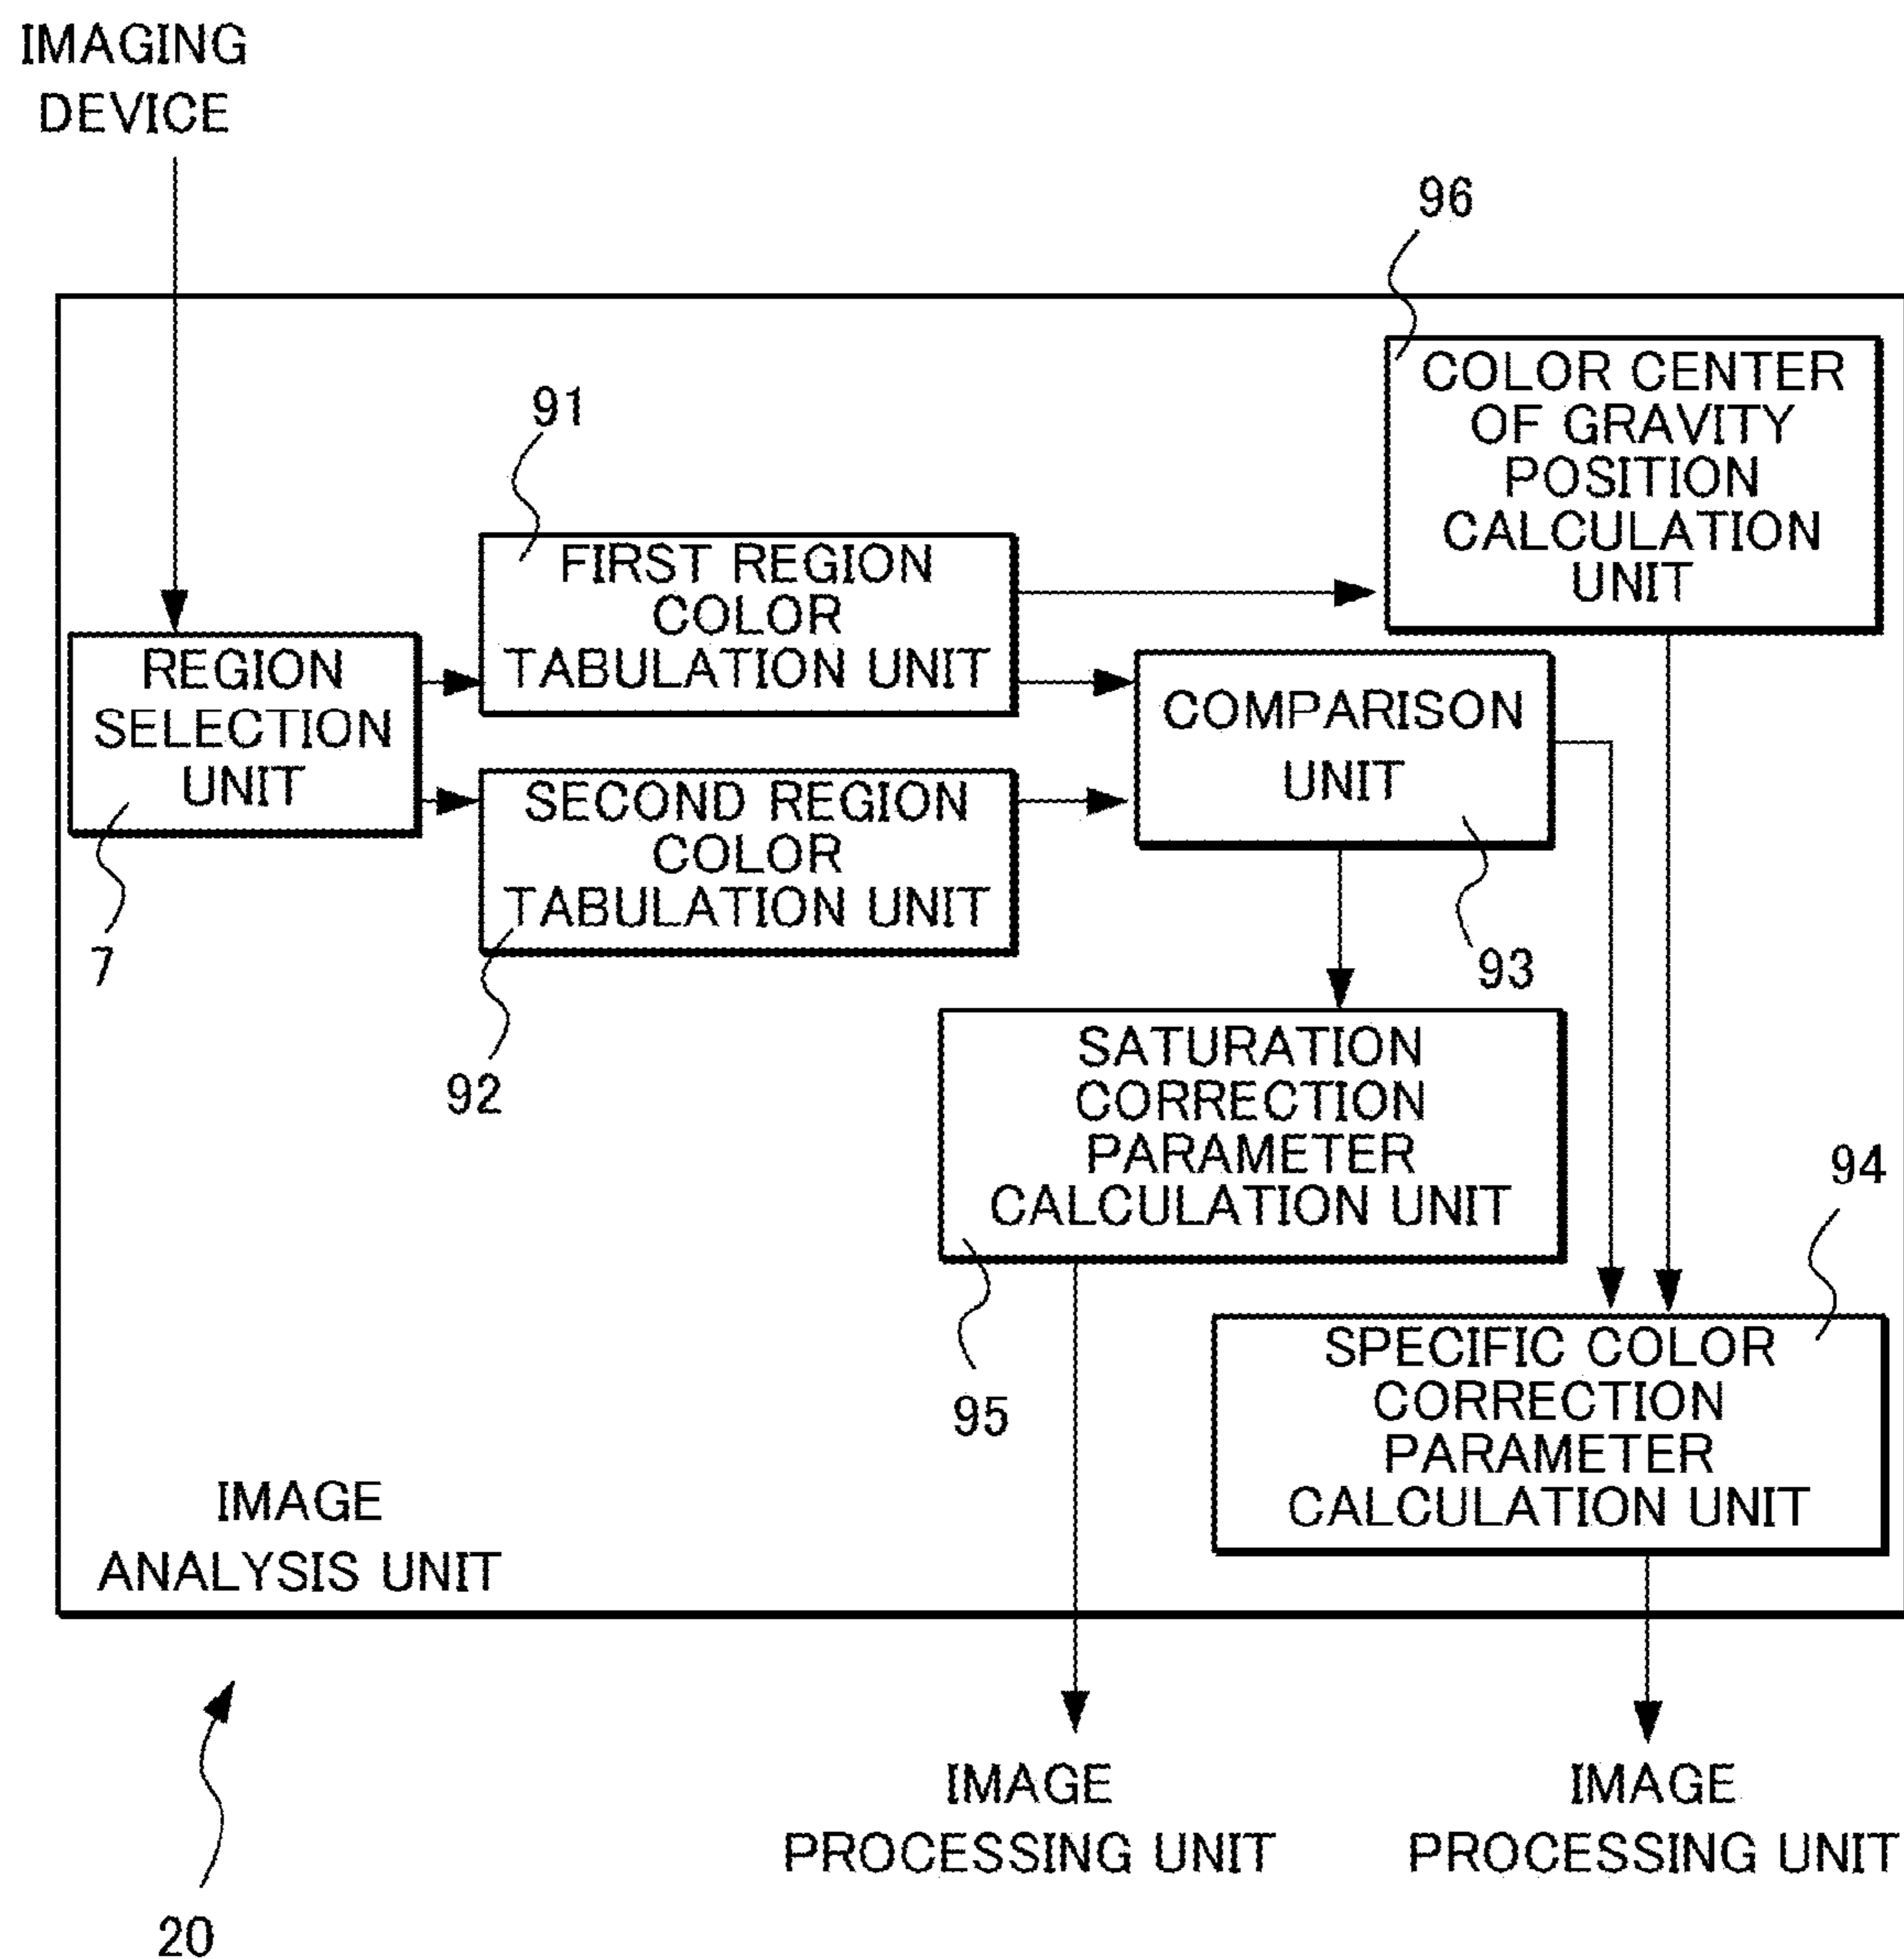 IMAGING
DEVICE
96
COLOR CENTER
OF GRAVITY
POSITION
CALCULATION
UNIT
91
FIRST REGION
COLOR
TABULATION UNIT
REGION
SELECTION
UNIT
7
COMPARISON
UNIT
93
SECOND REGION
COLOR
TABULATION UNIT
92
SATURATION
CORRECTION
PARAMETER
CALCULATION UNIT
95
94
SPECIFIC COLOR
CORRECTION
PARAMETER
CALCULATION UNIT
IMAGE
ANALYSIS UNIT
20
IMAGE
PROCESSING UNIT
IMAGE
PROCESSING UNIT